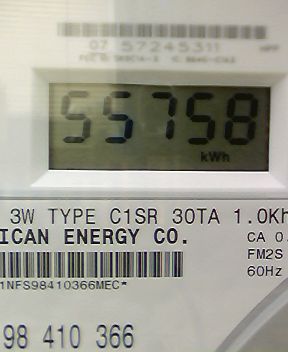 07 57245311
55758
kWh
3W TYPE C1SR 30TA 1.0Kh
ICAN ENERGY CO.
CA 0.
FM2S
60Hz
1NFS98410366MEC*
98 410 366